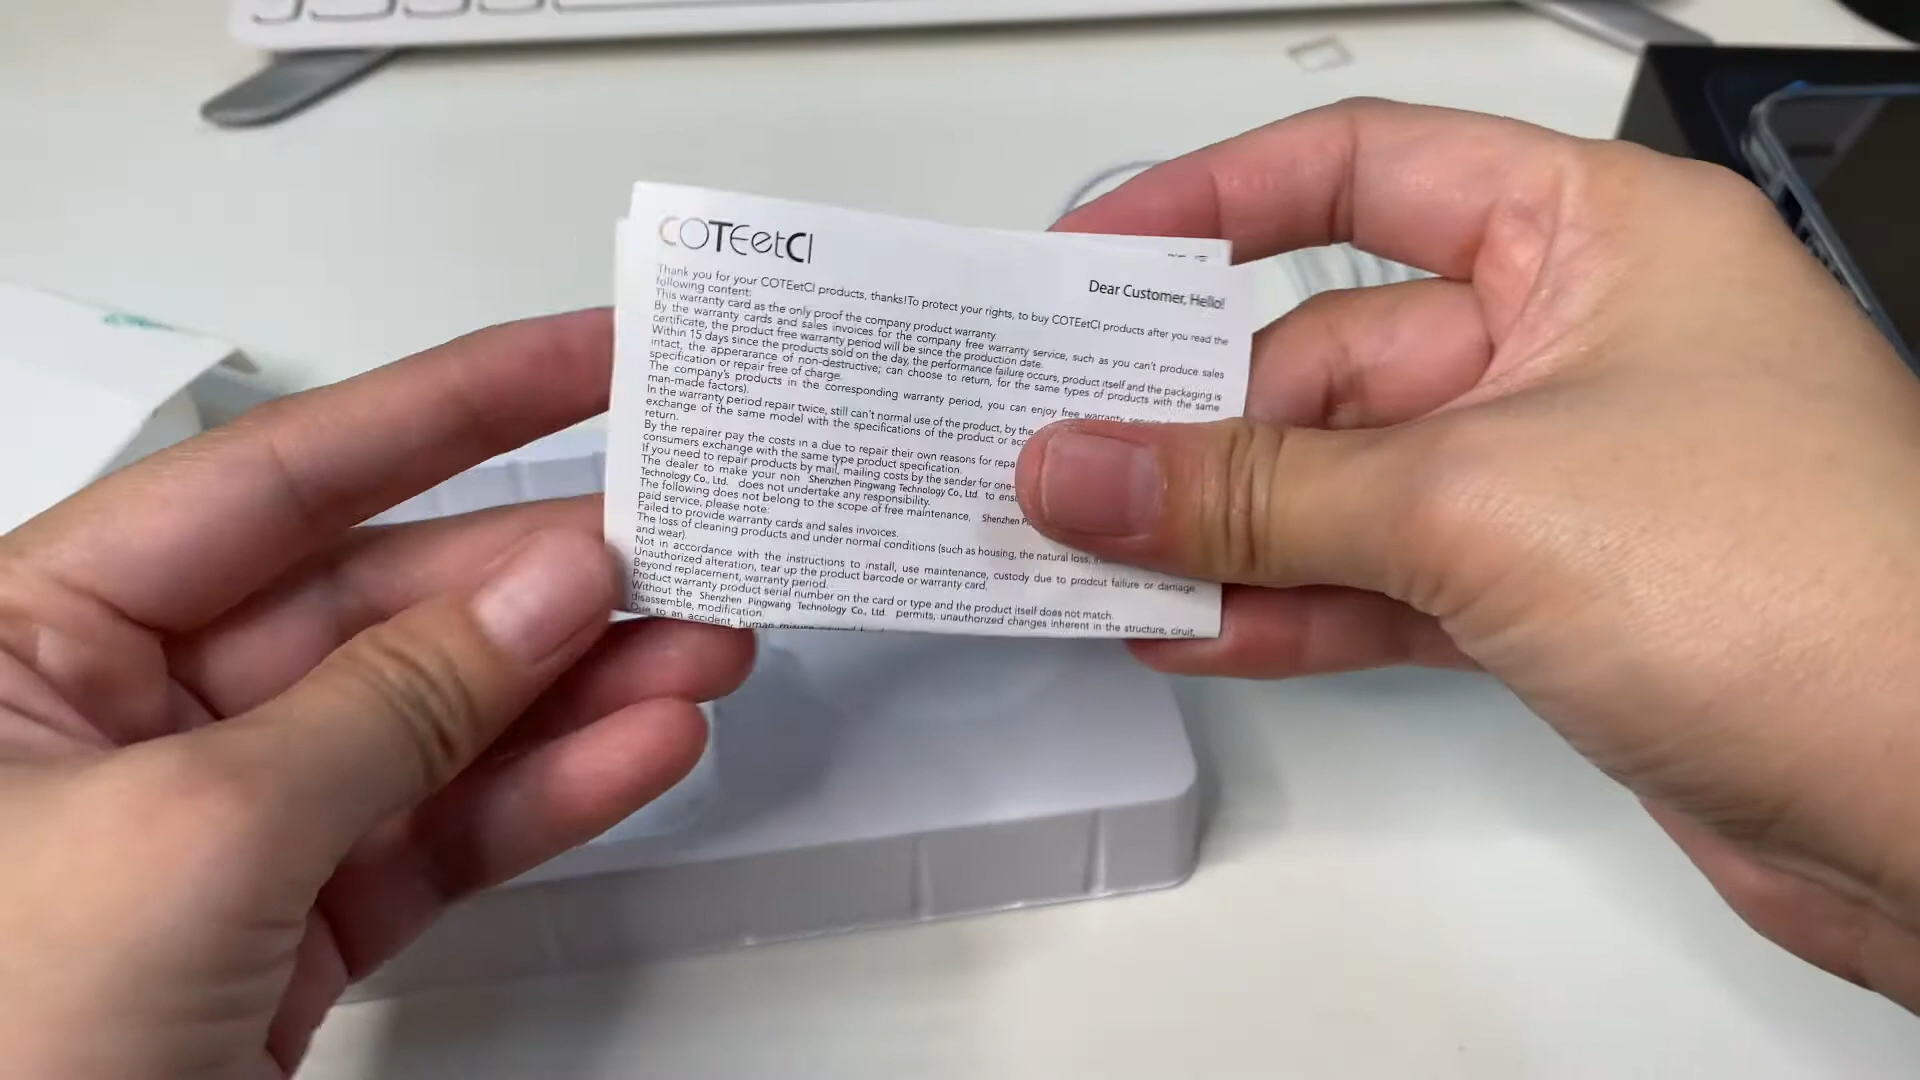 COTEetCI
Dear Customer, Hello!
Thank you for your COTEetCI products, thanks!To protect your rights, to buy COTEetCI products after you read the
following content:
This warranty card as the only proof the company product warranty.
By the warranty cards and sales invoices for the company free warranty service, such as you can't produce sales
certificate, the product free warranty period will be since the production date.
Within 15 days since the products sold on the day, the performance failure occurs, product itself and the packaging is
intact, the apperarance of non-destructive; can choose to return, for the same types of products with the same
specification or repair free of charge.
The company's products in the corresponding warranty period, you can enjoy free warranty
man-made factors).
In the warranty period repair twice, still can't normal use of the product, by the
exchange of the same model with the specifications of the product or
return.
By the repairer pay the costs in a due to repair their own reasons for
consumers exchange with the same type product specification.
If you need to repair products by mail, mailing costs by the sender for one-
The dealer to make your non Shenzhen Pingwang Technology Co., Ltd. to
Technology Co., Ltd. does not undertake any responsibility.
The following does not belong to the scope of free maintenance, Shenzhen
paid service, please note:
Failed to provide warranty cards and sales invoices.
The loss of cleaning products and under normal conditions (such as housing, the natural loss,
and wear).
Not in accordance with the instructions to install, use maintenance, custody due to prodcut failure or damage.
Unauthorized alteration, tear up the product barcode or warranty card.
Beyond replacement, warranty period.
Product warranty product serial number on the card or type and the product itself does not match.
Without the Shenzhen Pingwang Technology Co., Ltd. permits, unauthorized changes inherent in the structure, ciruit,
disassemble, modification.
Due to an accident, human misuse